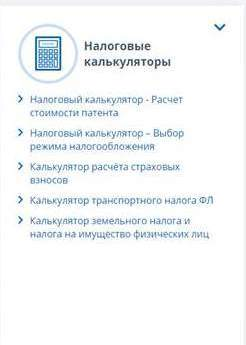 Налоговые
калькуляторы
Налоговый калькулятор - Расчет
стоимости патента
Налоговый калькулятор – Выбор
режима налогообложения
Калькулятор расчёта страховых
взносов
Калькулятор транспортного налога ФЛ
Калькулятор земельного налога и
налога на имущество физических лиц